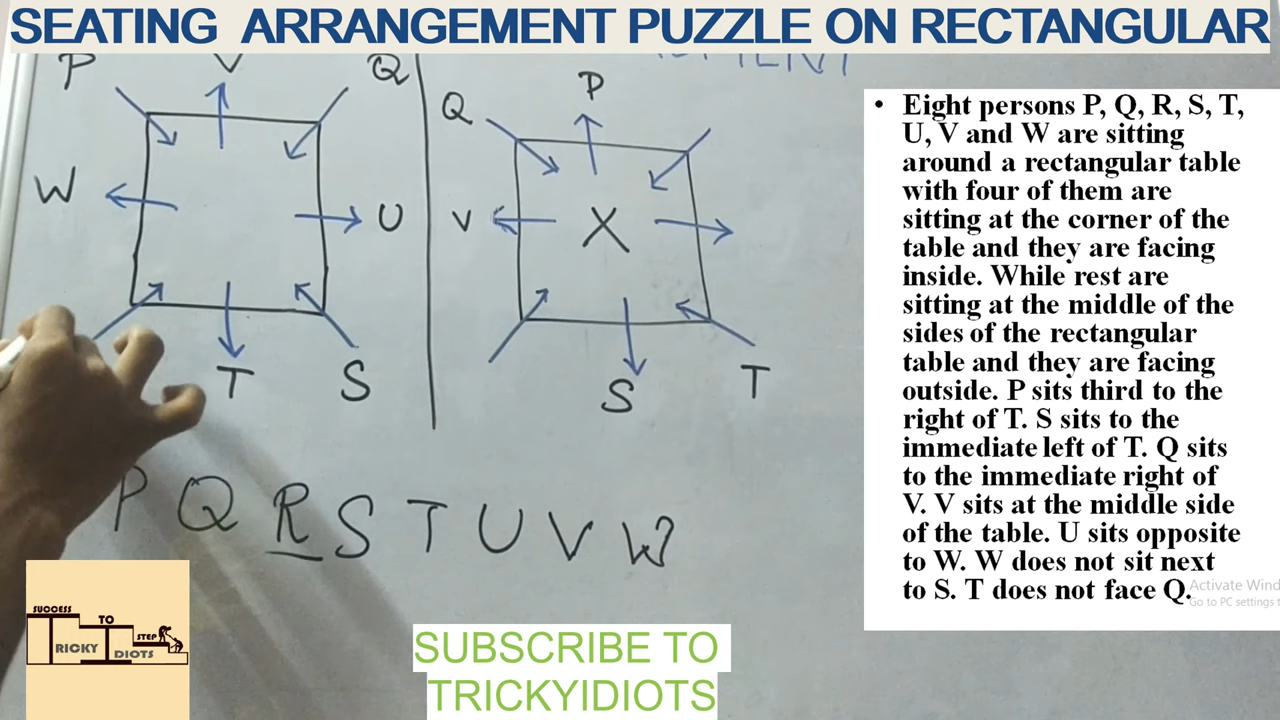 SEATING ARRANGEMENT PUZZLE ON RECTANGULAR
P V Q
Q P
W U V X
T S S T
P Q R S T U V W
• Eight persons P, Q, R, S, T,
U, V and W are sitting
around a rectangular table
with four of them are
sitting at the corner of the
table and they are facing
inside. While rest are
sitting at the middle of the
sides of the rectangular
table and they are facing
outside. P sits third to the
right of T. S sits to the
immediate left of T. Q sits
to the immediate right of
V. V sits at the middle side
of the table. U sits opposite
to W. W does not sit next
to S. T does not face Q.
SUCCESS
TO
STEP
TRICKY IDIOTS
SUBSCRIBE TO
TRICKYIDIOTS